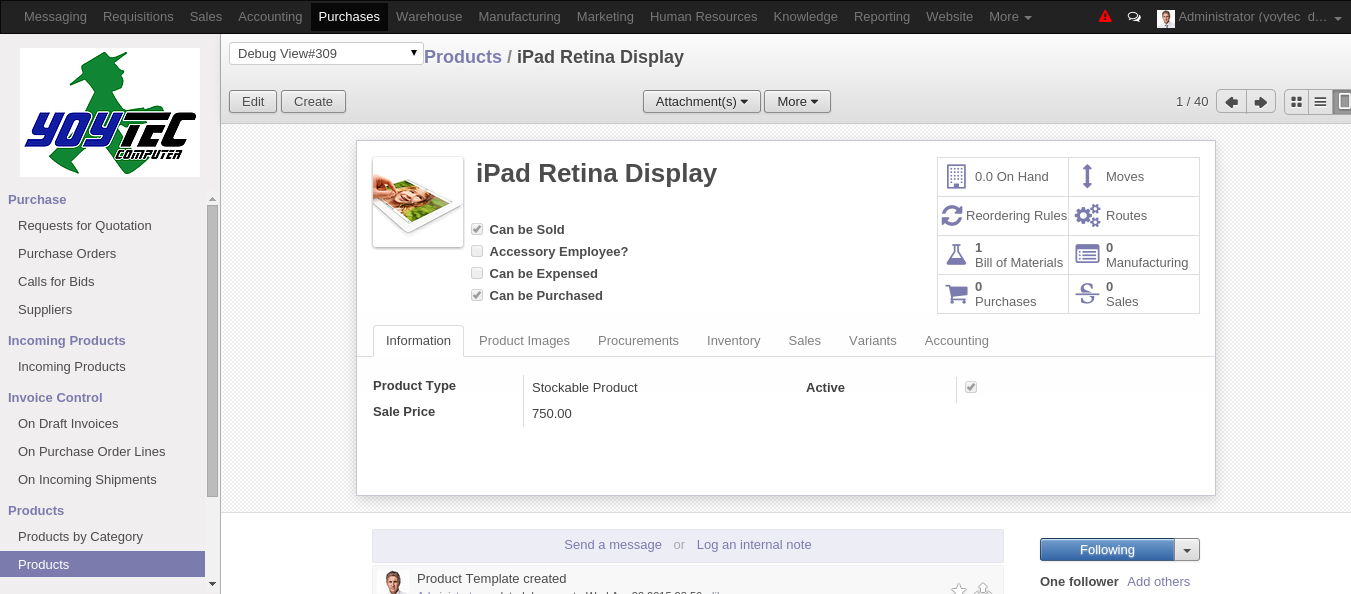 Messaging Requisitions Sales Accounting Purchases Warehouse Manufacturing Marketing Human Resources Knowledge Reporting Website More Administrator (yoytec_d...
Debug View#309 Products / iPad Retina Display
Edit Create Attachment(s) More 1 / 40
YOYTEC
COMPUTER
Purchase
Requests for Quotation
Purchase Orders
Calls for Bids
Suppliers
Incoming Products
Incoming Products
Invoice Control
On Draft Invoices
On Purchase Order Lines
On Incoming Shipments
Products
Products by Category
Products
iPad Retina Display
Can be Sold
Accessory Employee?
Can be Expensed
Can be Purchased
0.0 On Hand Moves
Reordering Rules Routes
1 Bill of Materials 0 Manufacturing
0 Purchases 0 Sales
Information Product Images Procurements Inventory Sales Variants Accounting
Product Type Stockable Product Active
Sale Price 750.00
Send a message or Log an internal note
Following
Product Template created
One follower Add others